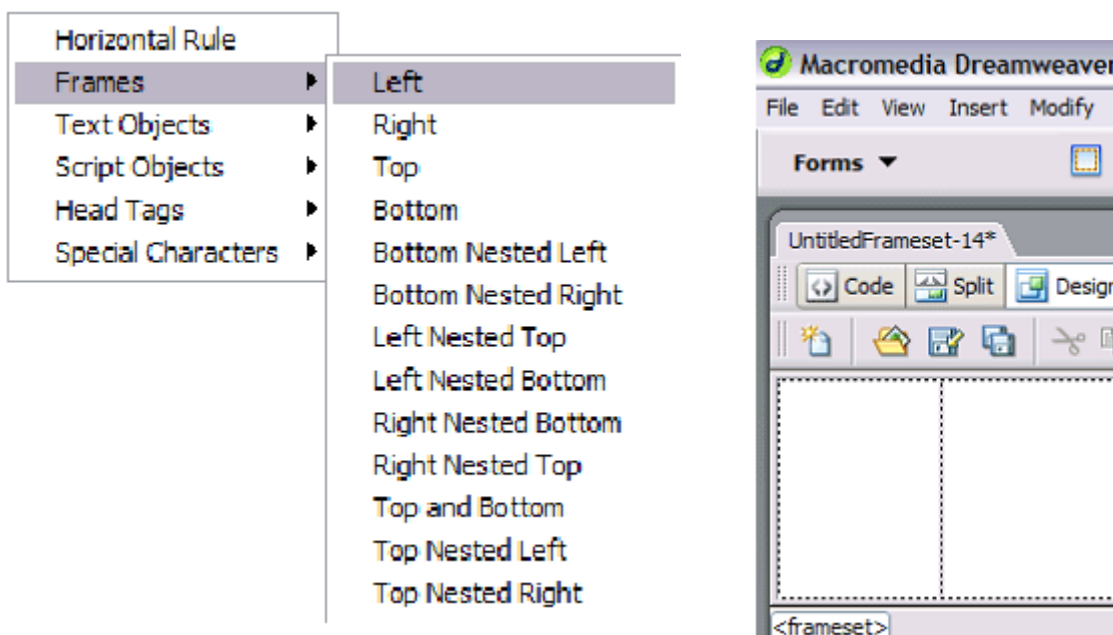 Horizontal Rule
Frames
Text Objects
Script Objects
Head Tags
Special Characters
Left
Right
Top
Bottom
Bottom Nested Left
Bottom Nested Right
Left Nested Top
Left Nested Bottom
Right Nested Bottom
Right Nested Top
Top and Bottom
Top Nested Left
Top Nested Right
Macromedia Dreamweaver
File Edit View Insert Modify
Forms
UntitledFrameset-14*
Code Split Design
<frameset>